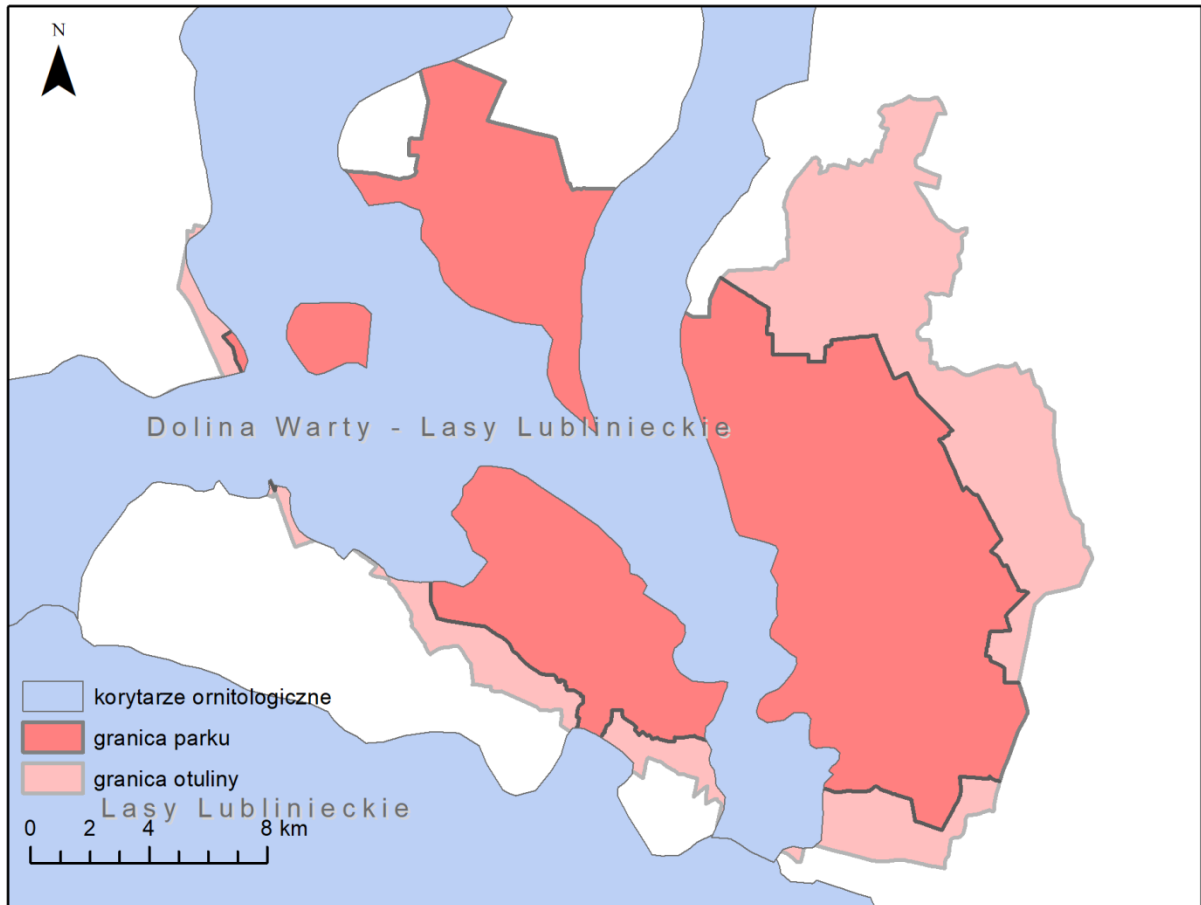 N
Dolina Warty - Lasy Lublinieckie
korytarze ornitologiczne
granica parku
granica otuliny
Lasy Lublinieckie
0 2 4 8 km